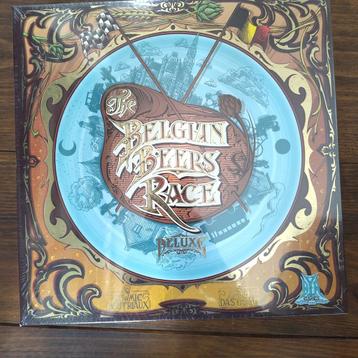 The
BELGIAN
BEERS
RACE
DELUXE